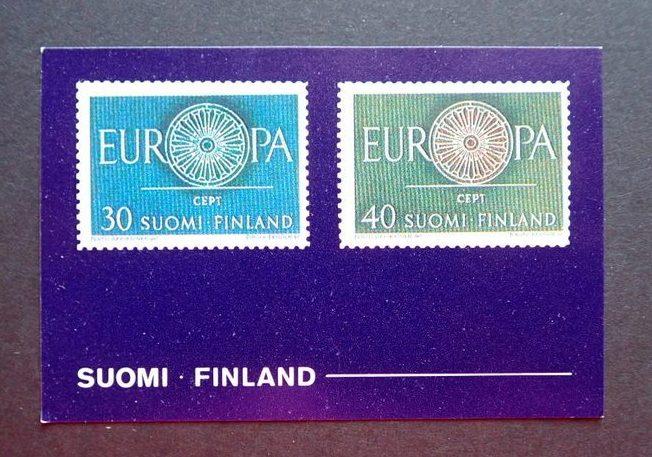 EUROPA
CEPT
30 SUOMI·FINLAND
EUROPA
CEPT
40 SUOMI·FINLAND
SUOMI · FINLAND